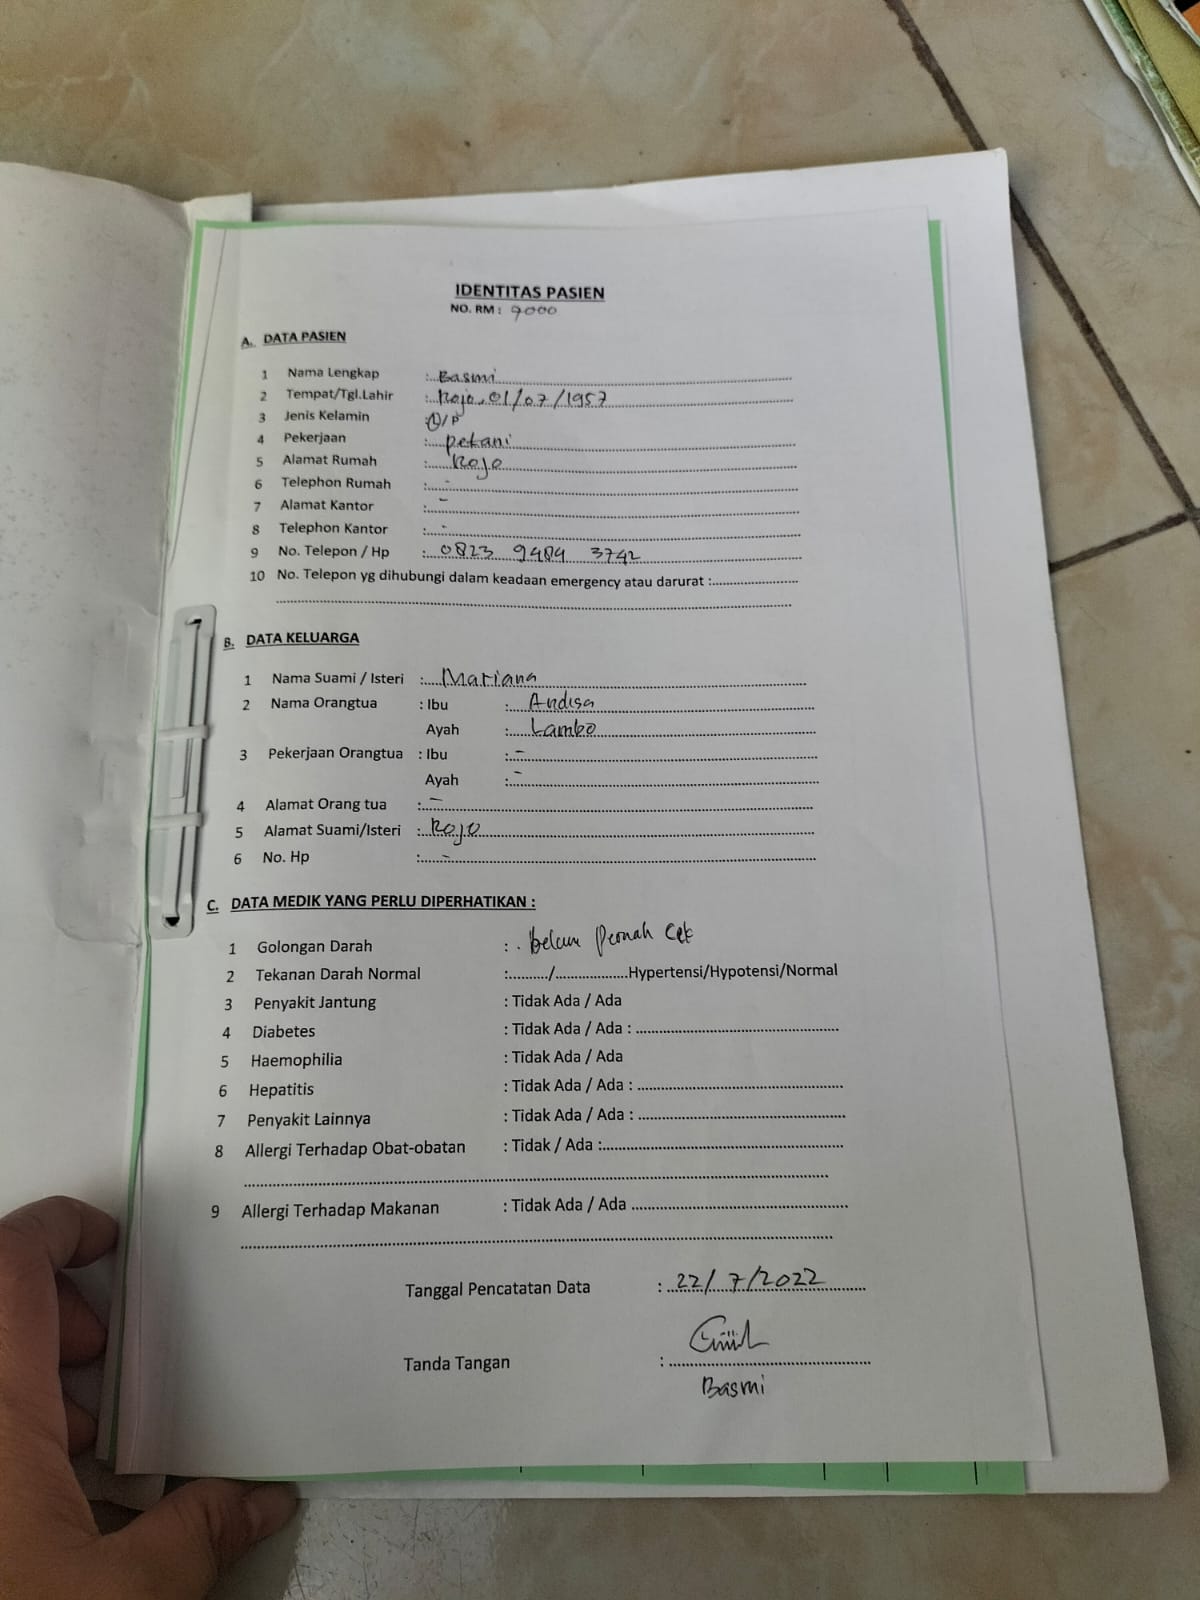 IDENTITAS PASIEN
NO. RM : 9000
A. DATA PASIEN
1 Nama Lengkap : Basmi
2 Tempat/Tgl.Lahir : Rojo, 01/07/1957
3 Jenis Kelamin : L/P
4 Pekerjaan : petani
5 Alamat Rumah : Rojo
6 Telephon Rumah : -
7 Alamat Kantor : -
8 Telephon Kantor : -
9 No. Telepon / Hp : 0823 9484 3742
10 No. Telepon yg dihubungi dalam keadaan emergency atau darurat :
B. DATA KELUARGA
1 Nama Suami / Isteri : Mariana
2 Nama Orangtua : Ibu : Andisa
Ayah : Lambo
3 Pekerjaan Orangtua : Ibu : -
Ayah : -
4 Alamat Orang tua : -
5 Alamat Suami/Isteri : Rojo
6 No. Hp : -
C. DATA MEDIK YANG PERLU DIPERHATIKAN :
1 Golongan Darah : belum pernah cek
2 Tekanan Darah Normal : ........./..................Hypertensi/Hypotensi/Normal
3 Penyakit Jantung : Tidak Ada / Ada
4 Diabetes : Tidak Ada / Ada :
5 Haemophilia : Tidak Ada / Ada
6 Hepatitis : Tidak Ada / Ada :
7 Penyakit Lainnya : Tidak Ada / Ada :
8 Allergi Terhadap Obat-obatan : Tidak / Ada :
9 Allergi Terhadap Makanan : Tidak Ada / Ada
Tanggal Pencatatan Data : 22/7/2022
Tanda Tangan :
Basmi